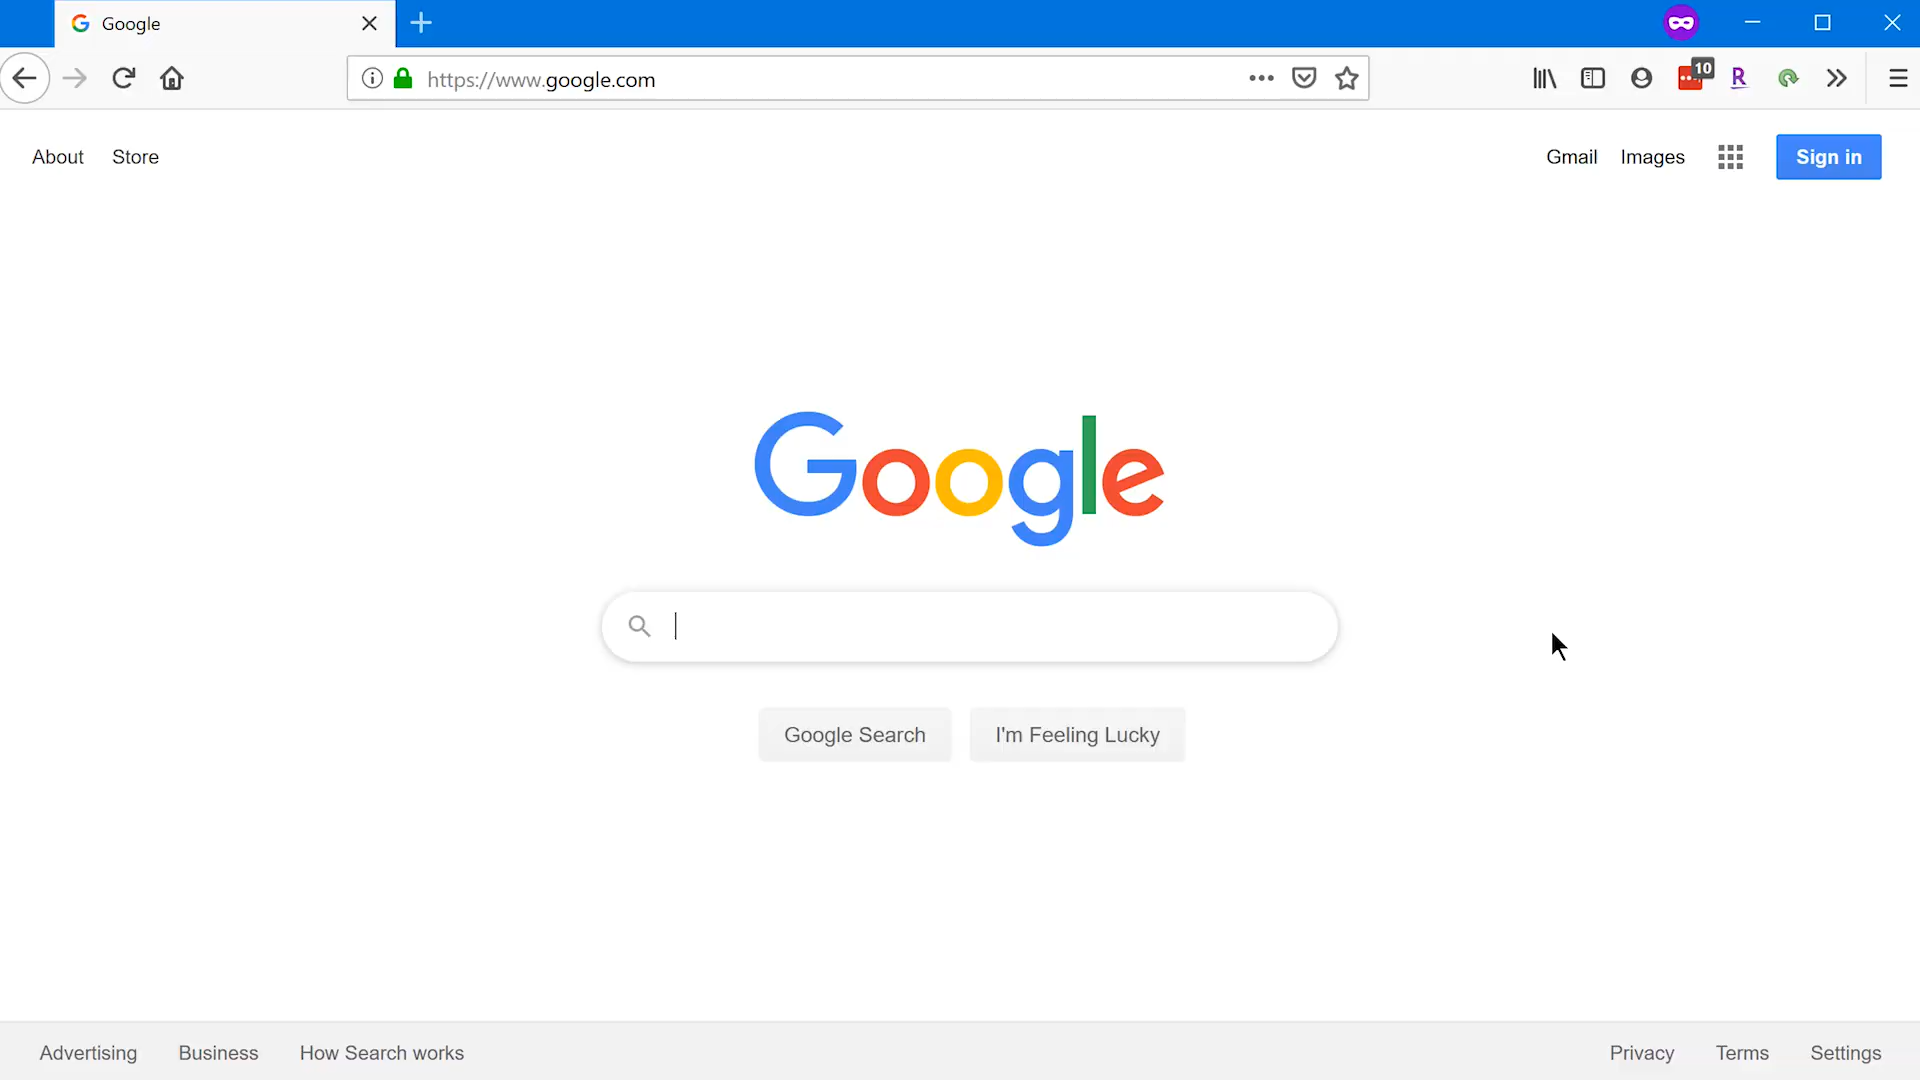 Google
https://www.google.com
10
R
About Store
Gmail Images Sign in
Google
Google Search I'm Feeling Lucky
Advertising Business How Search works
Privacy Terms Settings